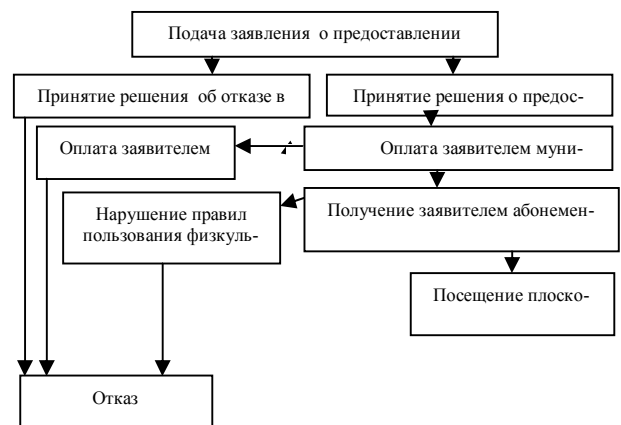 Подача заявления о предоставлении
Принятие решения об отказе в
Принятие решения о предос-
Оплата заявителем
Оплата заявителем муни-
Нарушение правил
пользования физкуль-
Получение заявителем абонемен-
Посещение плоско-
Отказ